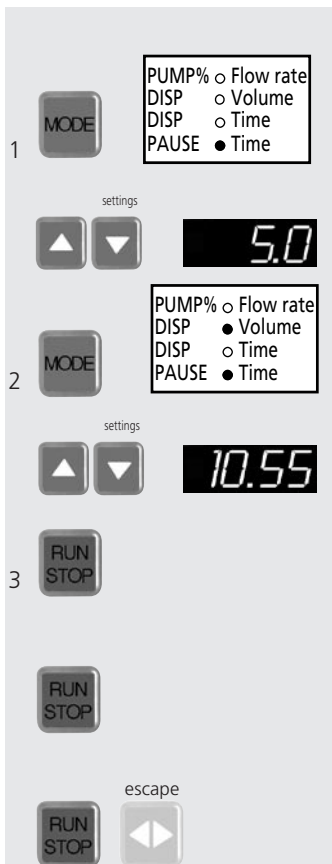 PUMP% ○ Flow rate
DISP ○ Volume
DISP ○ Time
PAUSE ● Time
1 MODE
settings
5.0
PUMP% ○ Flow rate
DISP ● Volume
DISP ○ Time
PAUSE ● Time
2 MODE
settings
10.55
3 RUN
STOP
RUN
STOP
escape
RUN
STOP